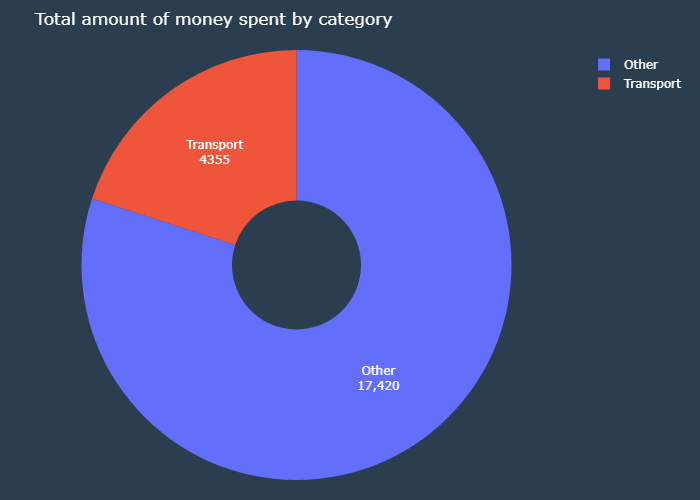 Total amount of money spent by category
Other
Transport
Transport
4355
Other
17,420